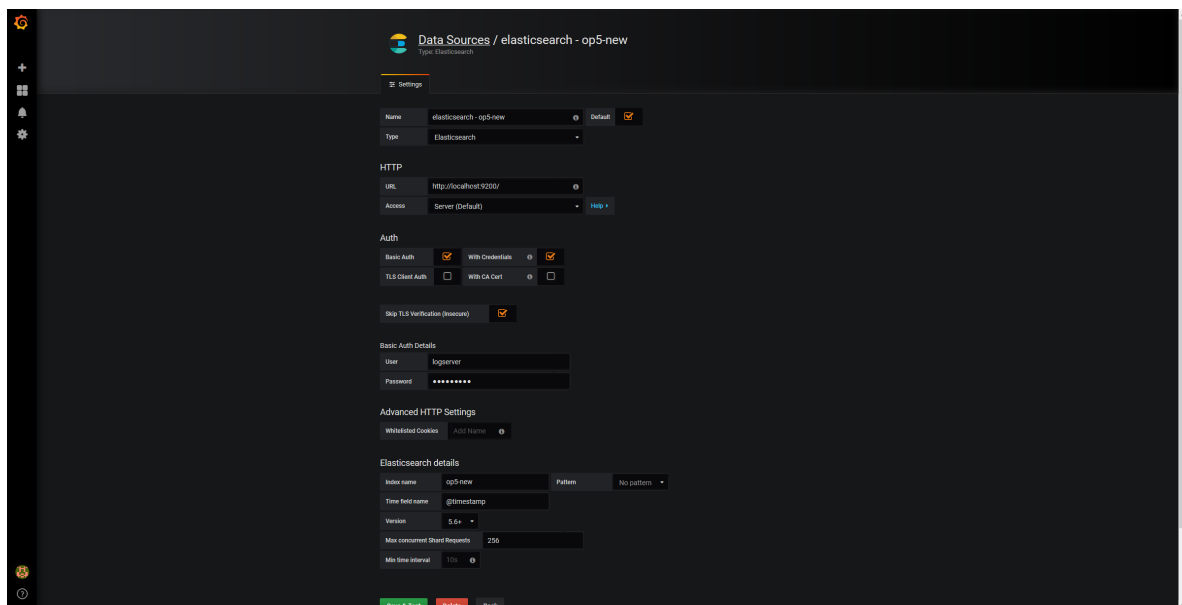 Data Sources / elasticsearch - op5-new
Type: Elasticsearch
Settings
Name elasticsearch - op5-new Default
Type Elasticsearch
HTTP
URL http://localhost:9200/
Access Server (Default) Help
Auth
Basic Auth With Credentials
TLS Client Auth With CA Cert
Skip TLS Verification (Insecure)
Basic Auth Details
User logserver
Password •••••••••
Advanced HTTP Settings
Whitelisted Cookies Add Name
Elasticsearch details
Index name op5-new Pattern No pattern
Time field name @timestamp
Version 5.6+
Max concurrent Shard Requests 256
Min time interval 10s
Save & Test Delete Back